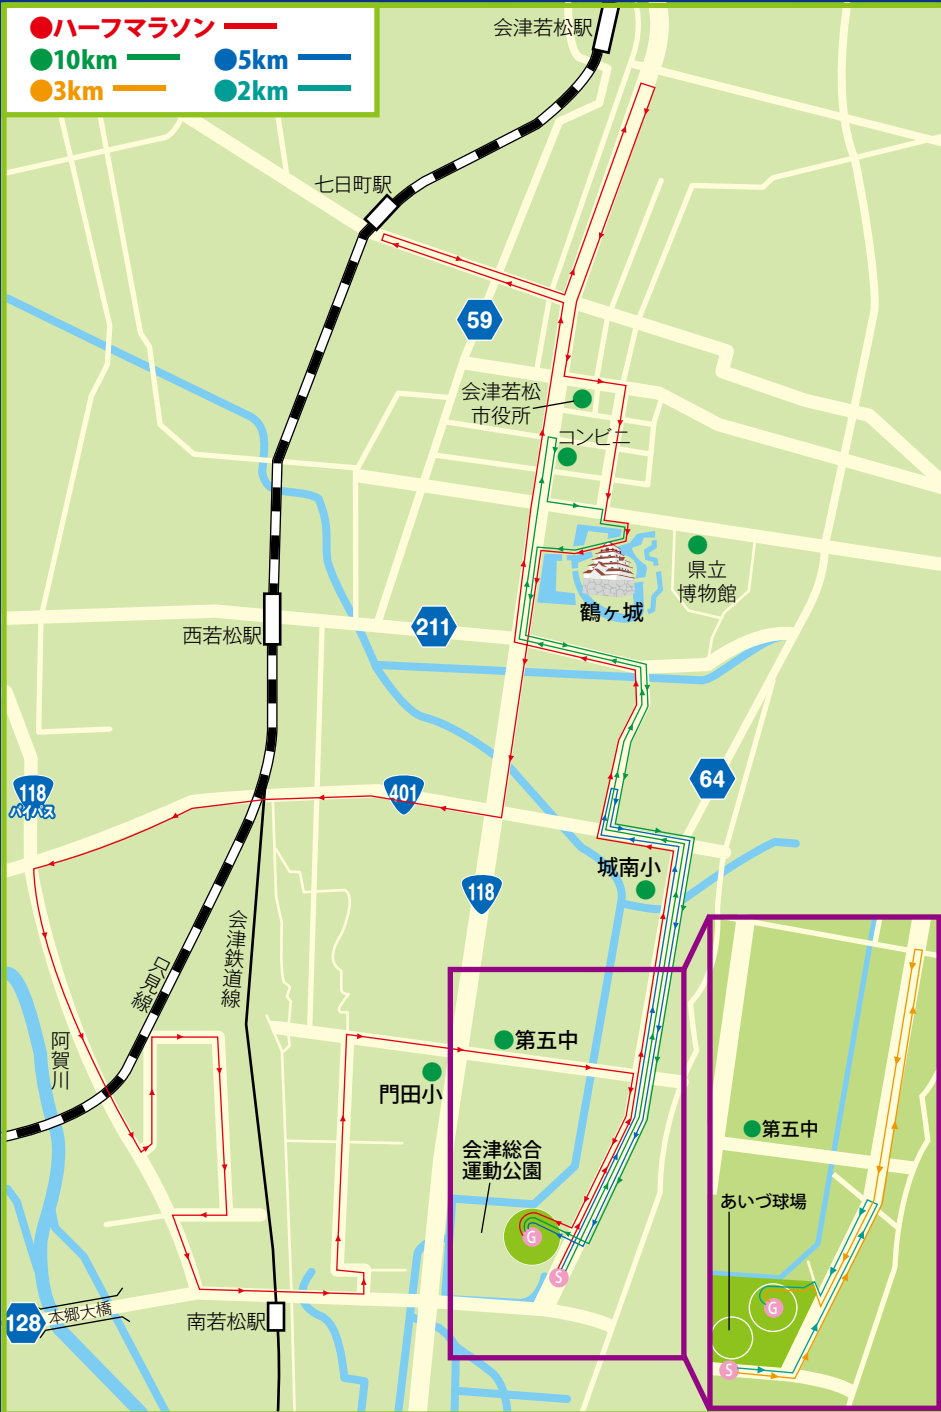 ハーフマラソン
10km
5km
3km
2km
会津若松駅
七日町駅
59
会津若松
市役所
コンビニ
県立
博物館
鶴ヶ城
211
西若松駅
64
118
バイパス
401
118
城南小
会津鉄道線
只見線
阿賀川
第五中
門田小
会津総合
運動公園
G
S
128
本郷大橋
南若松駅
第五中
あいづ球場
G
S